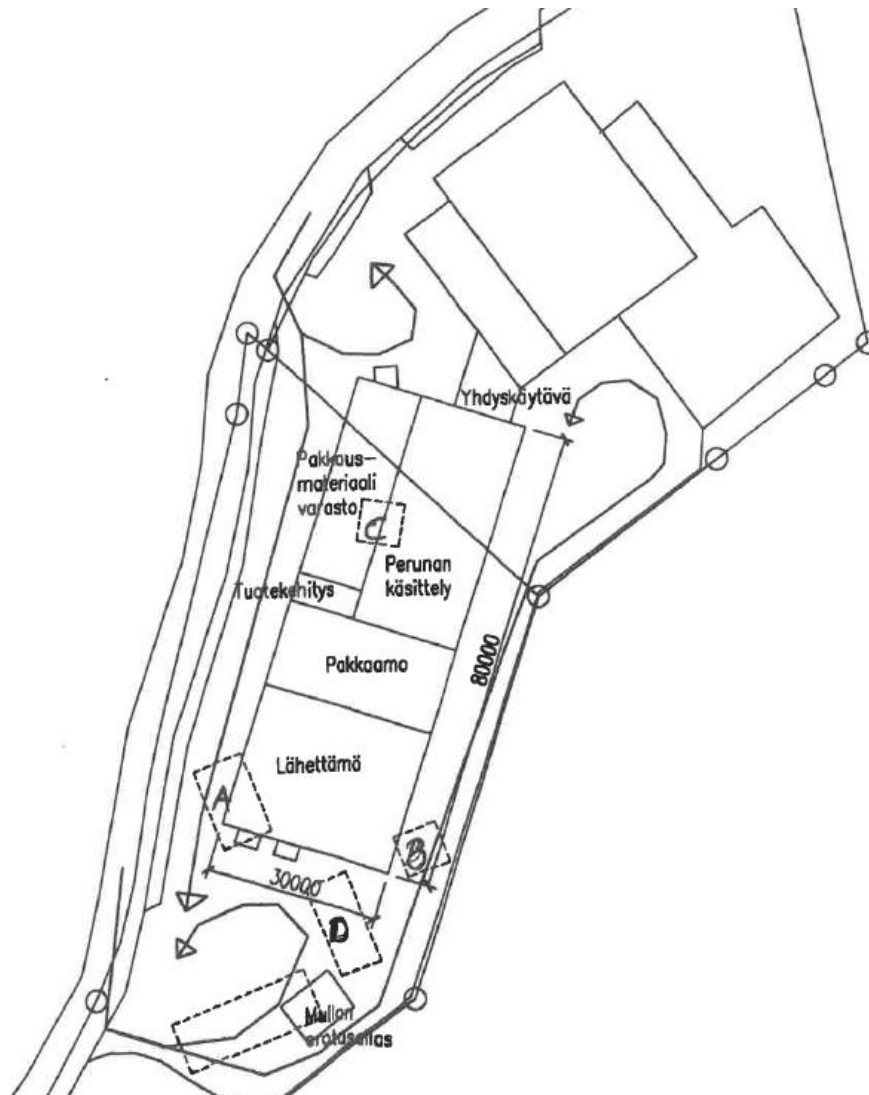 Yhdyskäytävä
Pakkaus-
materiaali
varasto
C
Perunan
käsittely
Tuotekehitys
80000
Pakkaamo
Lähettämö
A
B
30000
D
Mullan
erotusallas